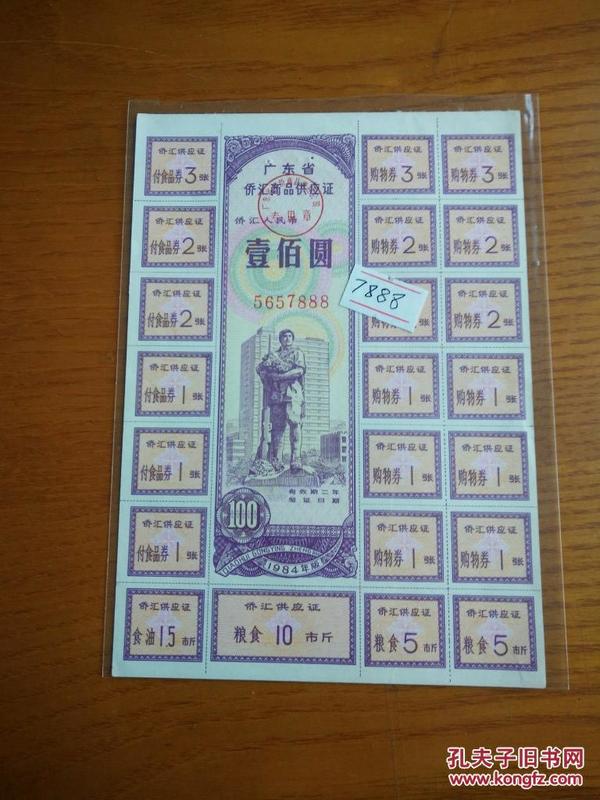 广东省
侨汇商品供应证
专用章
侨汇人民币
壹佰圆
5657888
7888
有效期二年
签证日期
100
QIAOHUI GONGYING ZHENG
1984年版
侨汇供应证
付食品券 3 张
侨汇供应证
付食品券 2 张
侨汇供应证
付食品券 2 张
侨汇供应证
付食品券 1 张
侨汇供应证
付食品券 1 张
侨汇供应证
付食品券 1 张
侨汇供应证
食油 1.5 市斤
侨汇供应证
粮食 10 市斤
侨汇供应证
购物券 3 张
侨汇供应证
购物券 3 张
侨汇供应证
购物券 2 张
侨汇供应证
购物券 2 张
购物券
侨汇供应证
购物券 2 张
侨汇供应证
购物券 1 张
侨汇供应证
购物券 1 张
侨汇供应证
购物券 1 张
侨汇供应证
购物券 1 张
侨汇供应证
购物券 1 张
侨汇供应证
购物券 1 张
侨汇供应证
粮食 5 市斤
侨汇供应证
粮食 5 市斤
孔夫子旧书网
www.kongfz.com